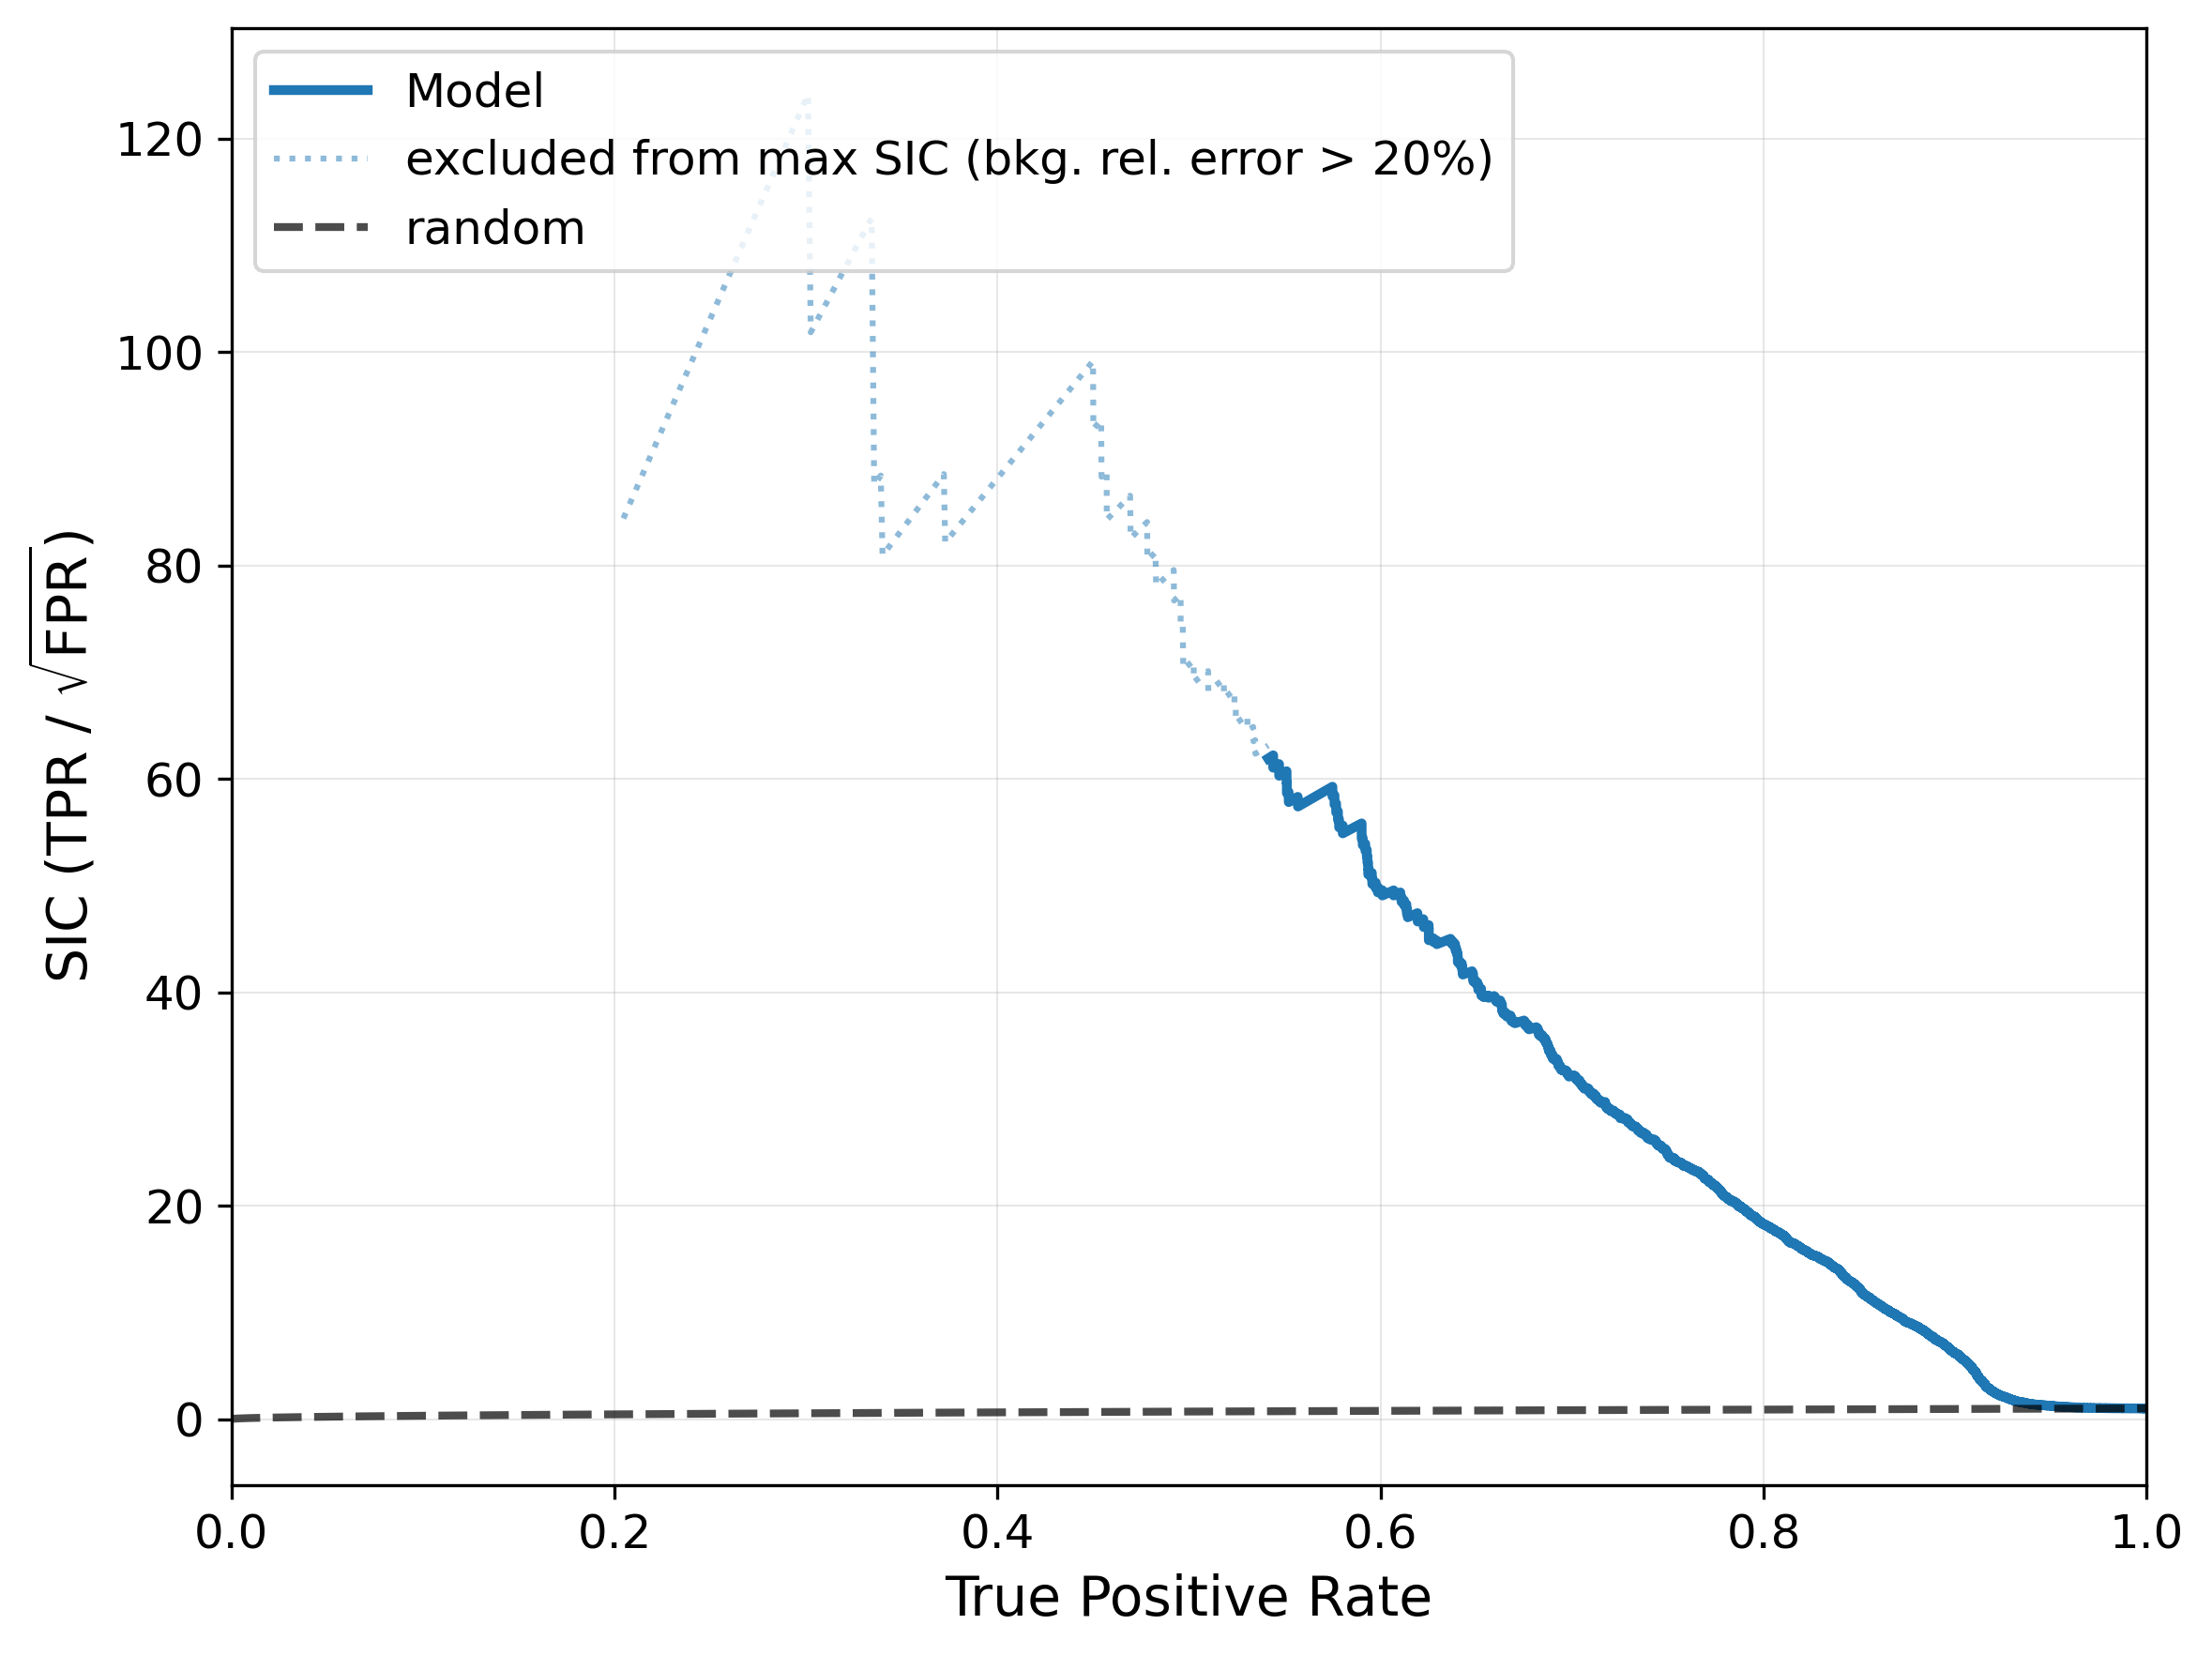 Model
excluded from max SIC (bkg. rel. error > 20%)
random
120
100
80
60
40
20
0
SIC (TPR / √FPR)
0.0 0.2 0.4 0.6 0.8 1.0
True Positive Rate